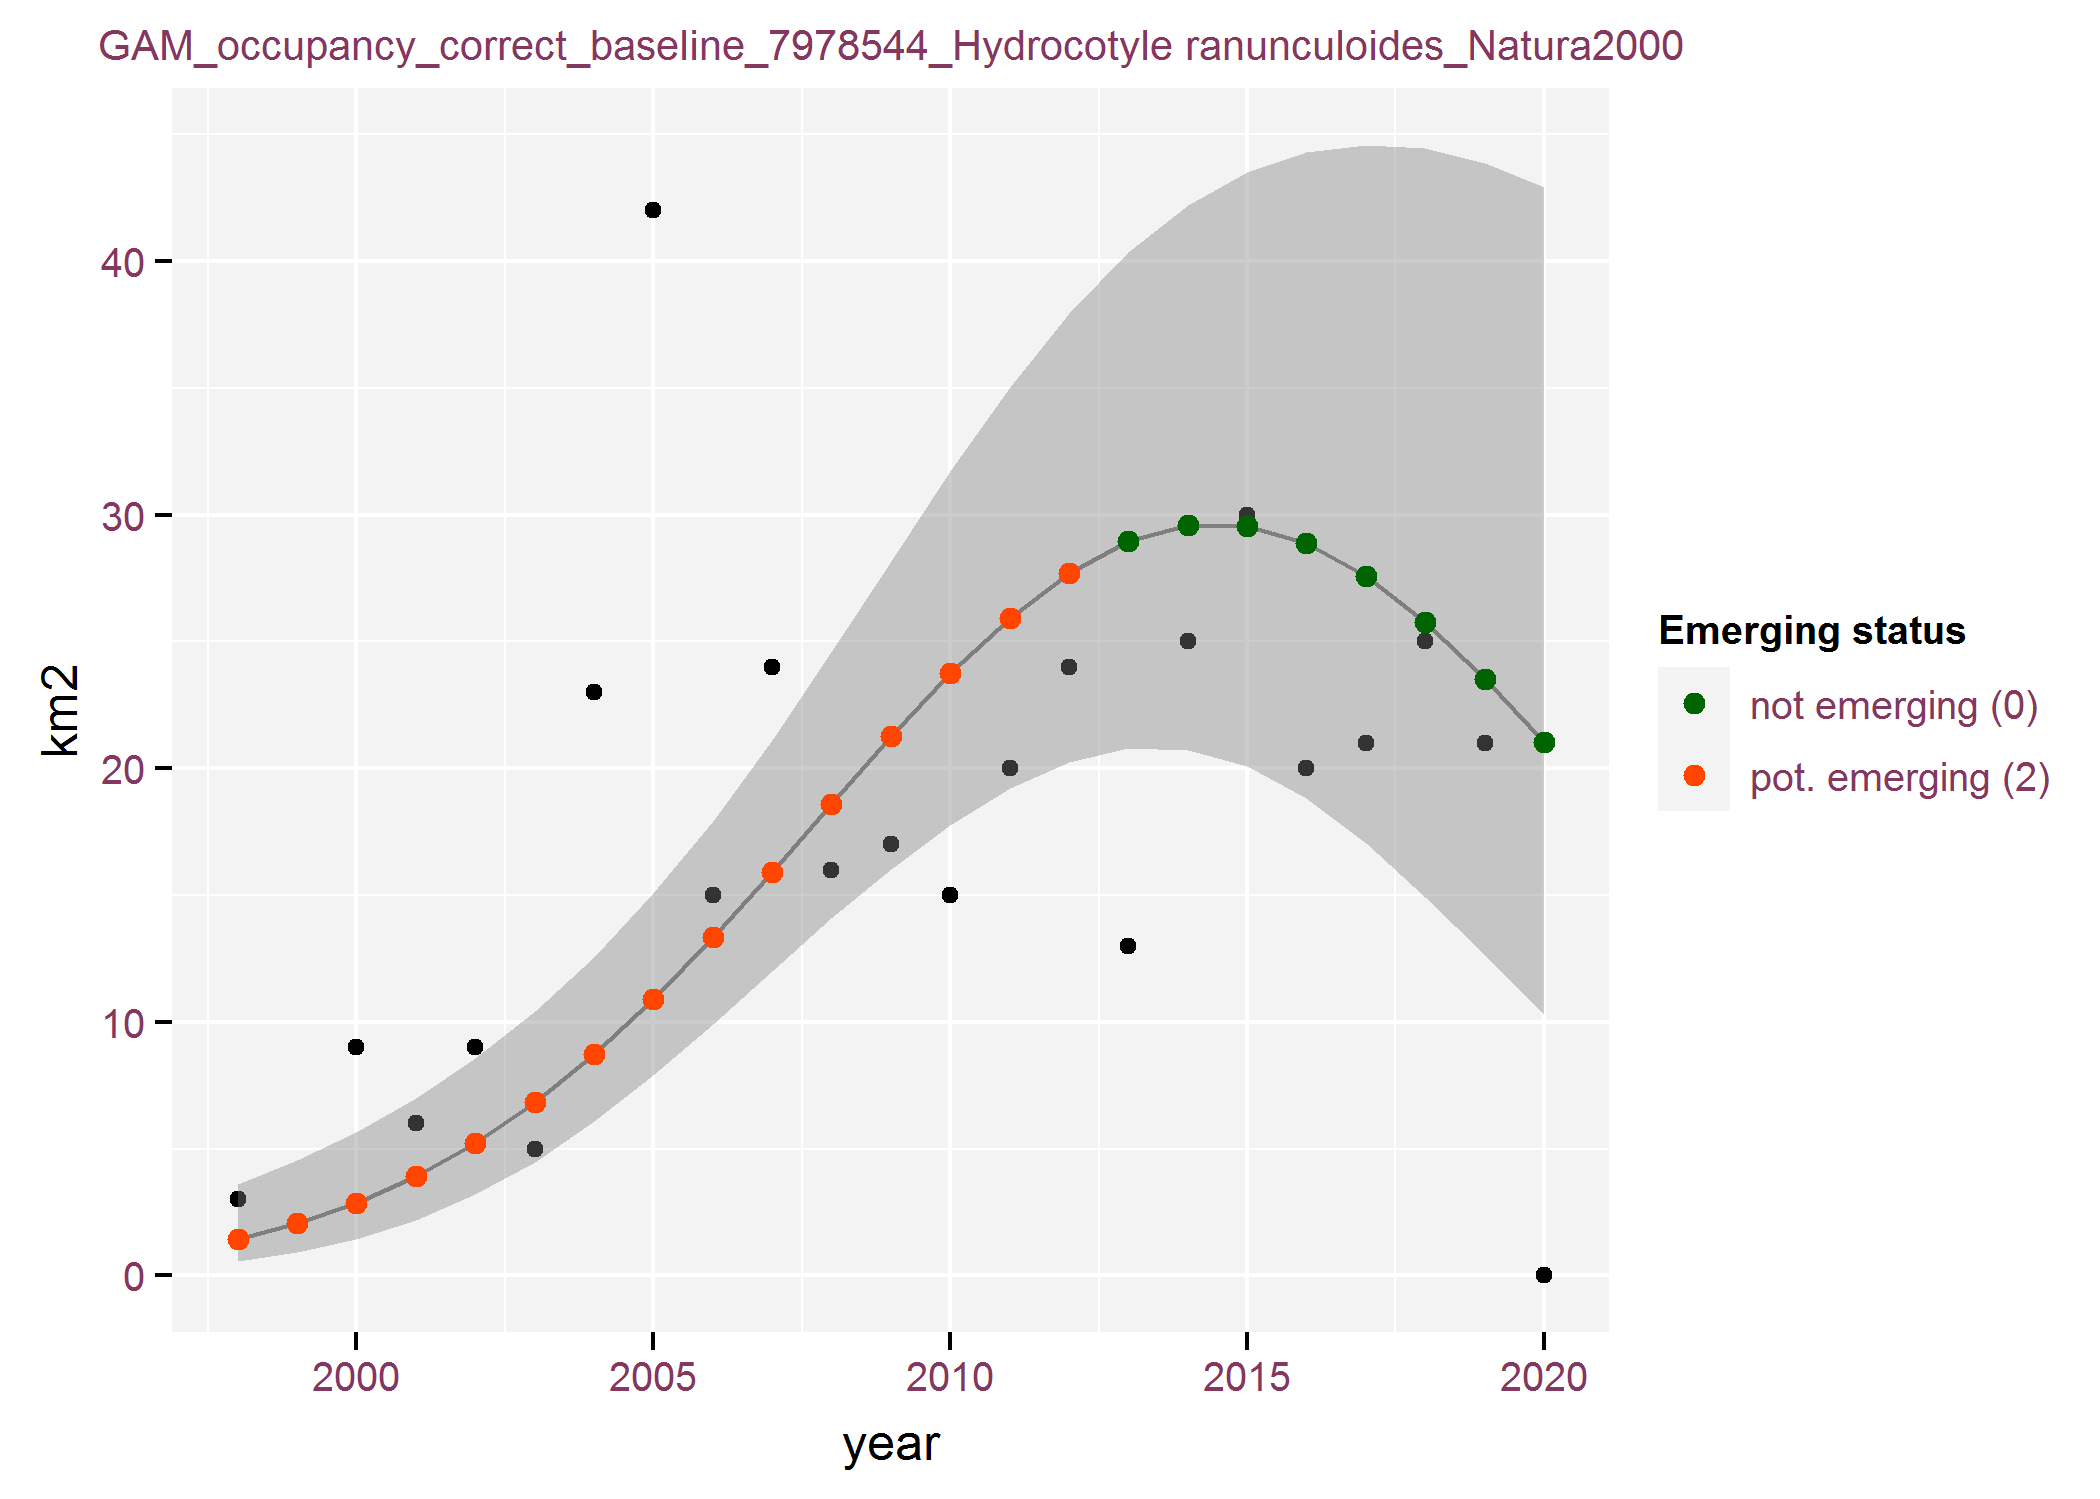 GAM_occupancy_correct_baseline_7978544_Hydrocotyle ranunculoides_Natura2000
40
30
20
10
0
km2
2000 2005 2010 2015 2020
year
Emerging status
not emerging (0)
pot. emerging (2)